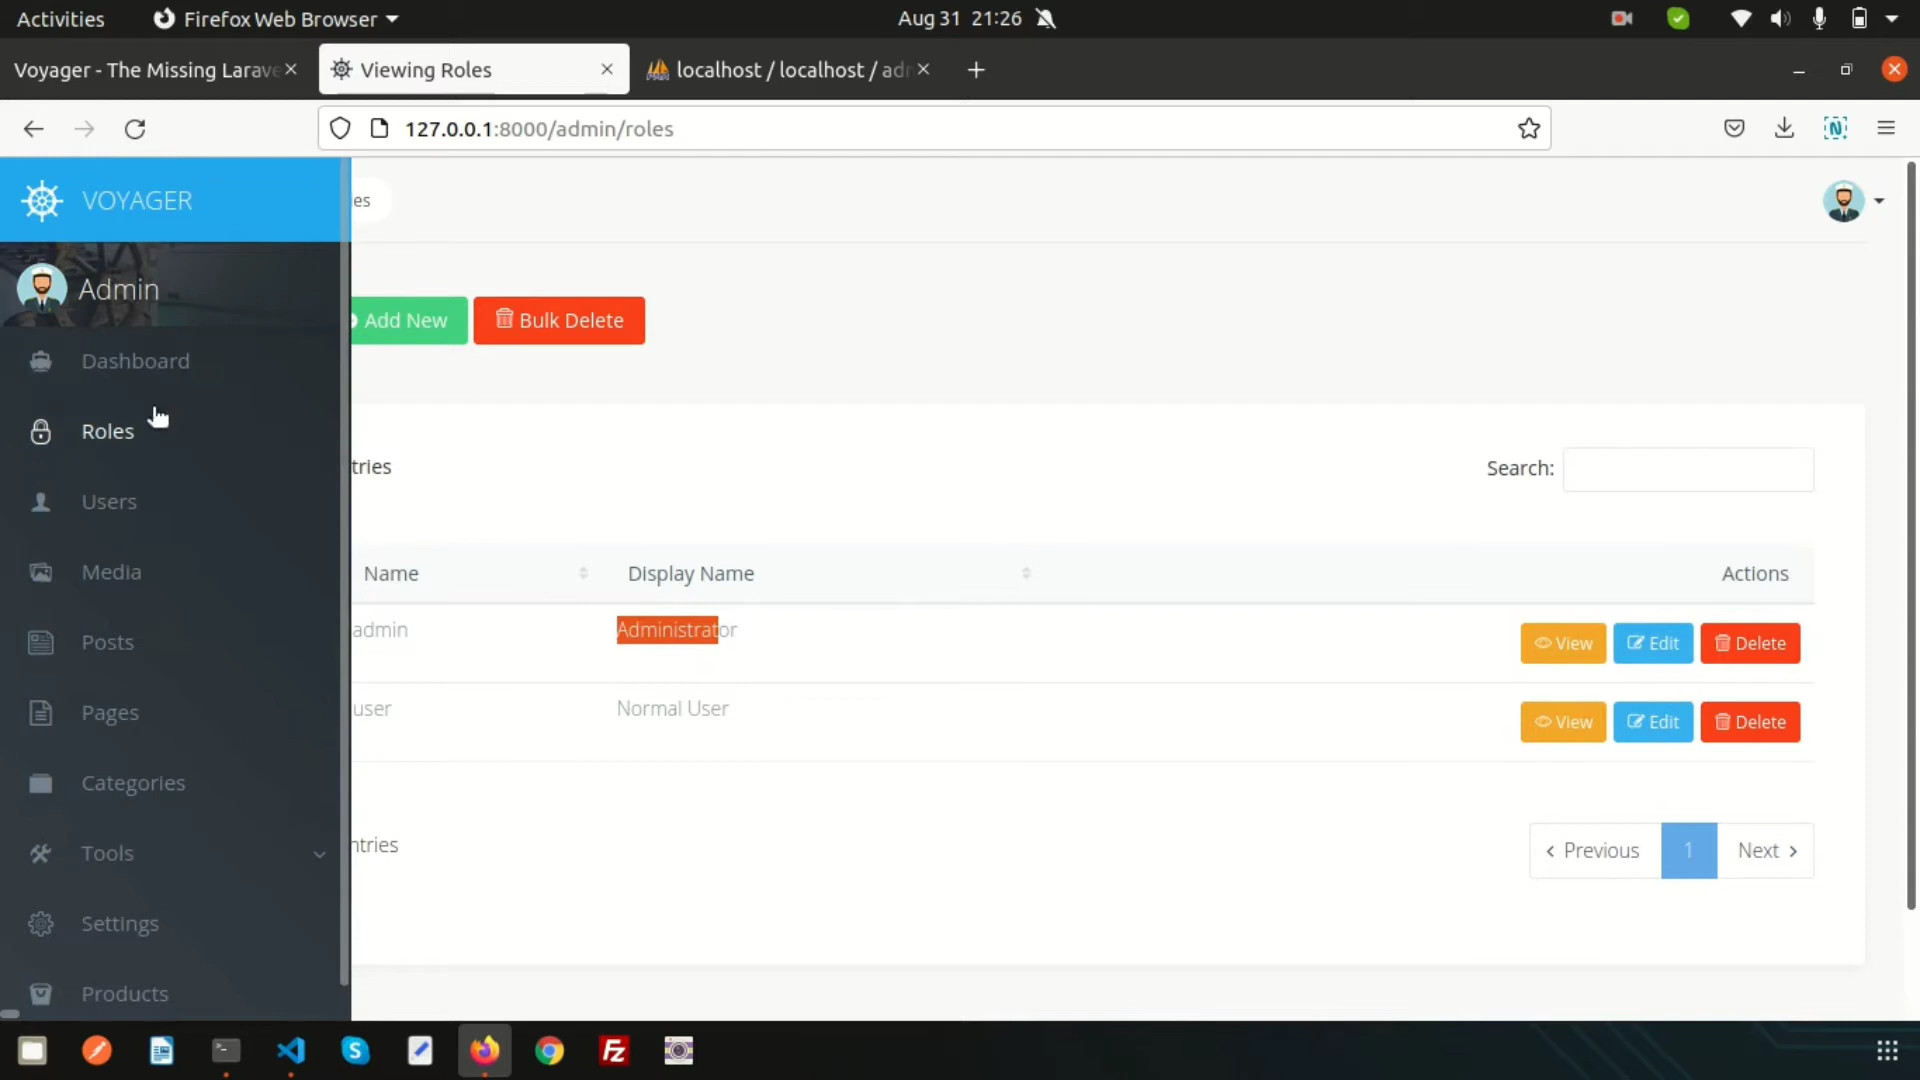 Activities Firefox Web Browser Aug 31 21:26
Voyager - The Missing Larave Viewing Roles localhost / localhost / adn
127.0.0.1:8000/admin/roles
VOYAGER es
Admin
Add New Bulk Delete
Dashboard
Roles
tries Search:
Users
Media
Name Display Name Actions
Posts
admin Administrator View Edit Delete
Pages
user Normal User View Edit Delete
Categories
Tools
ntries Previous 1 Next
Settings
Products